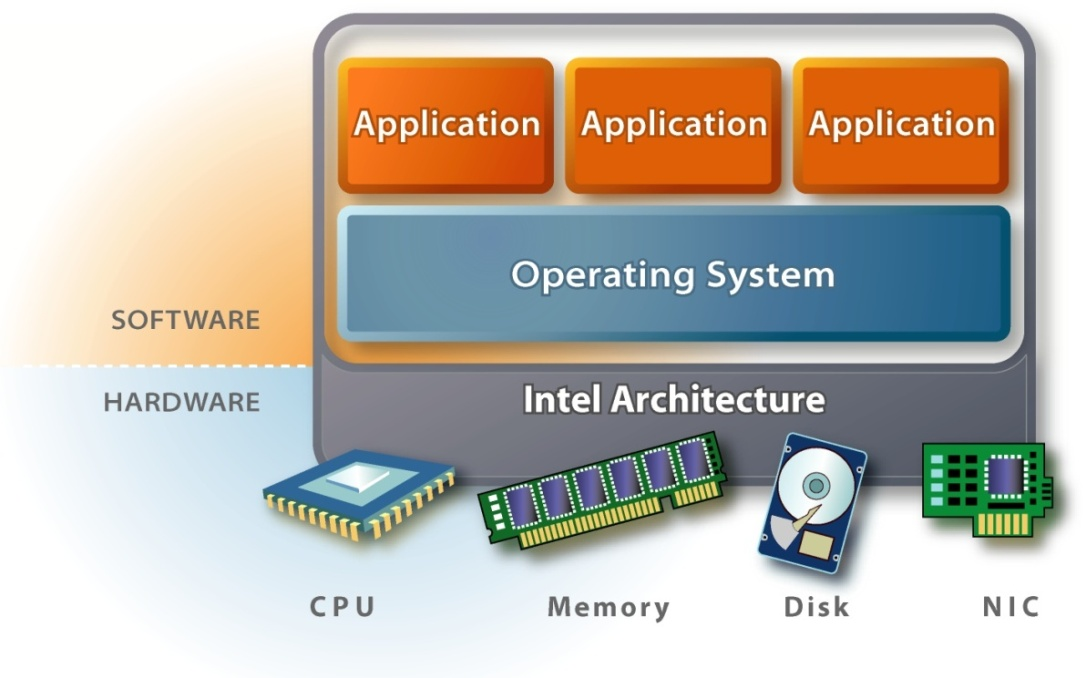 Application Application Application
Operating System
SOFTWARE
HARDWARE
Intel Architecture
CPU Memory Disk NIC